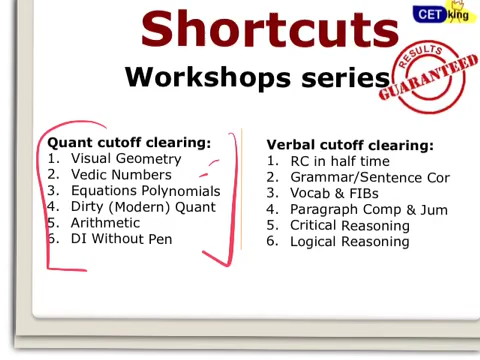 CETking
Shortcuts
Workshops series
RESULTS
GUARANTEED
Quant cutoff clearing:
1. Visual Geometry
2. Vedic Numbers
3. Equations Polynomials
4. Dirty (Modern) Quant
5. Arithmetic
6. DI Without Pen
Verbal cutoff clearing:
1. RC in half time
2. Grammar/Sentence Cor
3. Vocab & FIBs
4. Paragraph Comp & Jum
5. Critical Reasoning
6. Logical Reasoning